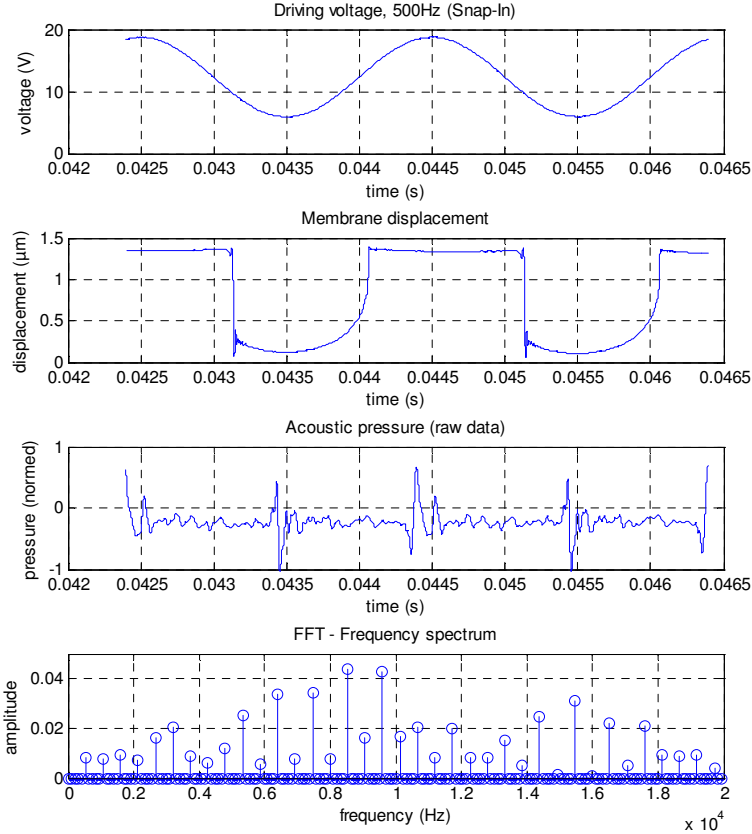 Driving voltage, 500Hz (Snap-In)
20
10
0
voltage (V)
0.042 0.0425 0.043 0.0435 0.044 0.0445 0.045 0.0455 0.046 0.0465
time (s)
Membrane displacement
1.5
1
0.5
0
displacement (µm)
0.042 0.0425 0.043 0.0435 0.044 0.0445 0.045 0.0455 0.046 0.0465
time (s)
Acoustic pressure (raw data)
1
0
-1
pressure (normed)
0.042 0.0425 0.043 0.0435 0.044 0.0445 0.045 0.0455 0.046 0.0465
time (s)
FFT - Frequency spectrum
0.04
0.02
0
amplitude
0 0.2 0.4 0.6 0.8 1 1.2 1.4 1.6 1.8 2
frequency (Hz)
x 10^4